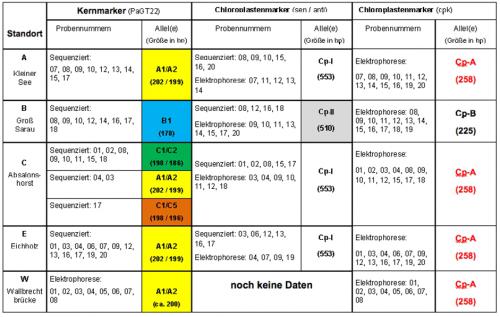 Standort
Kernmarker (PaGT22)
Probennummern
Allel(e)
(Größe in bp)
Chloroplastenmarker (sen / anti)
Probennummern
Allel(e)
(Größe in bp)
Chloroplastenmarker (cpk)
Probennummern
Allel(e)
(Größe in bp)
A
Kleiner
See
Sequenziert:
07, 08, 09, 10, 12, 13, 14,
15, 17
A1/A2
(202 / 199)
Sequenziert: 08, 09, 10, 15,
16, 20
Elektrophorese: 07, 11, 12, 13,
14
Cp-I
(553)
Elektrophorese:
07, 08, 09, 10, 11, 12,
13, 14, 15, 16, 19, 20
Cp-A
(258)
B
Groß
Sarau
Sequenziert:
08, 09, 10, 12, 14, 16, 17,
18
B1
(178)
Sequenziert: 08, 12, 16, 18
Elektrophorese: 09, 10, 11, 13,
14, 15, 17, 20
Cp-II
(510)
Elektrophorese: 08,
09, 10, 11, 12, 13, 14,
15, 16, 17, 18, 19
Cp-B
(225)
C
Absalons-
horst
Sequenziert: 01, 02, 08,
09, 10, 11, 15, 18
C1/C2
(190 / 186)
Sequenziert: 04, 03
A1/A2
(202 / 199)
Sequenziert: 17
C1/C5
(198 / 196)
Sequenziert: 01, 02, 08, 15, 17
Elektrophorese: 03, 04, 09, 10,
11, 12, 18
Cp-I
(553)
Elektrophorese:
01, 02, 03, 04, 08, 09,
10, 11, 12, 15, 17, 18
Cp-A
(258)
E
Eichholz
Sequenziert:
01, 03, 04, 06, 07, 09, 12,
13, 16, 17, 19, 20
A1/A2
(202 / 199)
Sequenziert: 03, 06, 12, 13,
16, 17
Elektrophorese: 04, 07, 09, 19
Cp-I
(553)
Elektrophorese:
01, 03, 04, 06, 07, 09,
12, 13, 16, 17, 19, 20
Cp-A
(258)
W
Wallbrecht
brücke
Elektrophorese:
01, 02, 03, 04, 05, 06, 07,
08
A1/A2
(ca. 200)
noch keine Daten
Elektrophorese: 01,
02, 03, 04, 05, 06, 07,
08
Cp-A
(258)